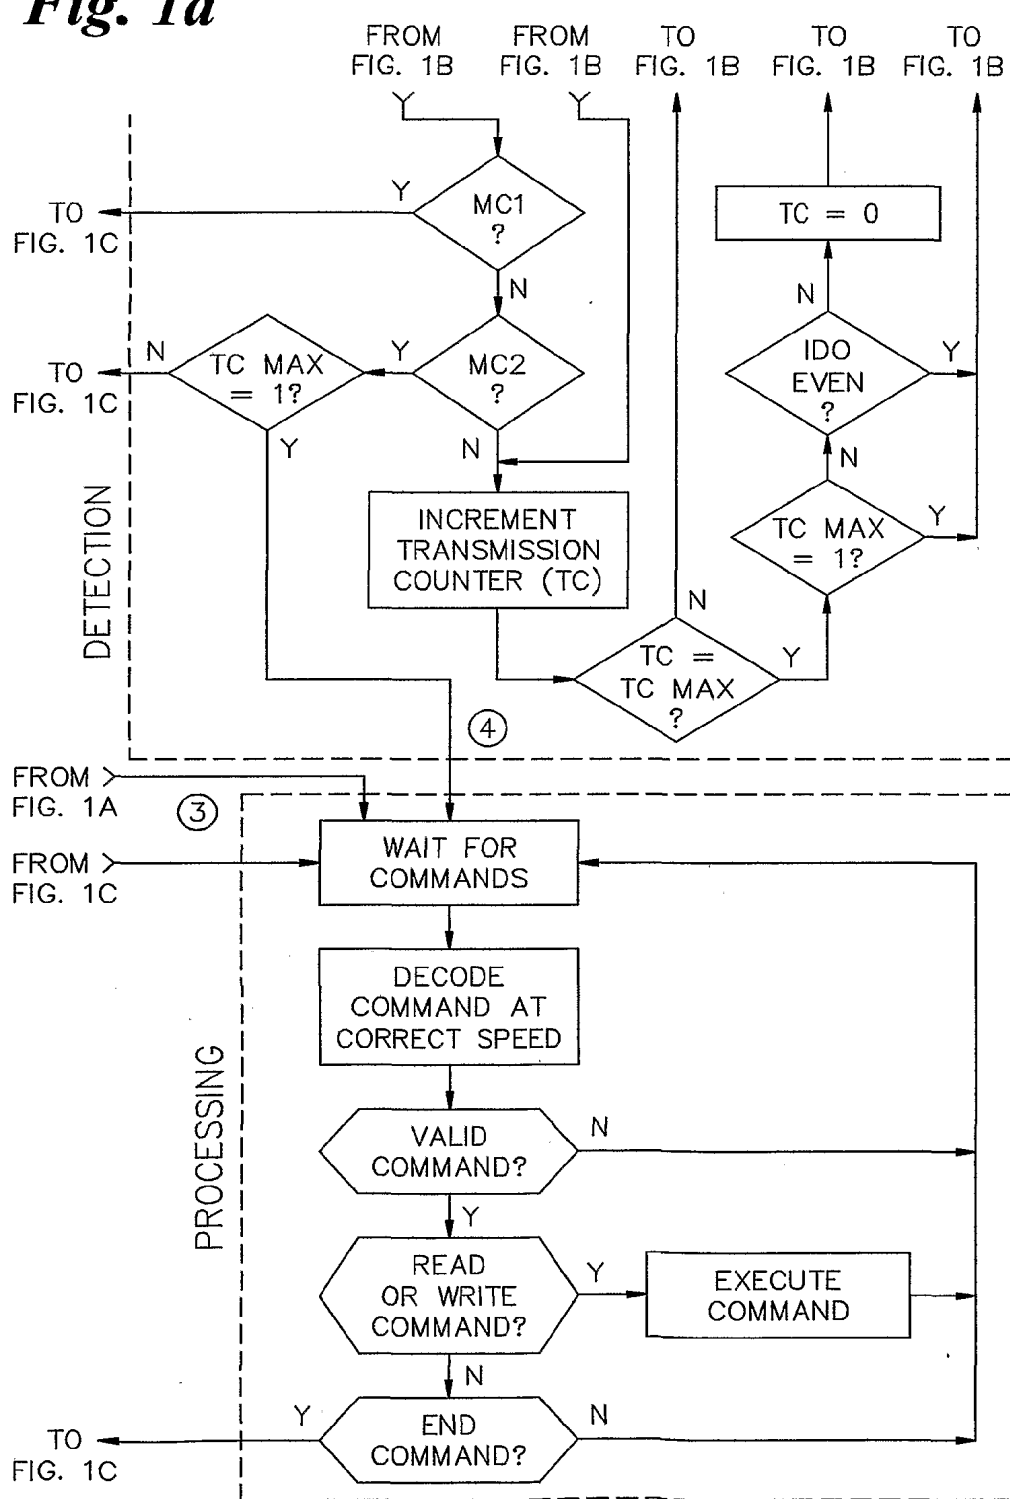 Fig. 1a
FROM
FIG. 1B
FROM
FIG. 1B
TO
FIG. 1B
TO
FIG. 1B
TO
FIG. 1B
Y
MC1
?
TO
FIG. 1C
N
TC = 0
N
IDO
EVEN
?
Y
N
TC MAX
= 1?
Y
MC2
?
TO
FIG. 1C
Y
N
N
TC MAX
= 1?
Y
INCREMENT
TRANSMISSION
COUNTER (TC)
DETECTION
N
TC =
TC MAX
?
Y
4
FROM
FIG. 1A
3
WAIT FOR
COMMANDS
FROM
FIG. 1C
DECODE
COMMAND AT
CORRECT SPEED
PROCESSING
VALID
COMMAND?
N
Y
READ
OR WRITE
COMMAND?
Y
EXECUTE
COMMAND
N
Y
END
COMMAND?
N
TO
FIG. 1C